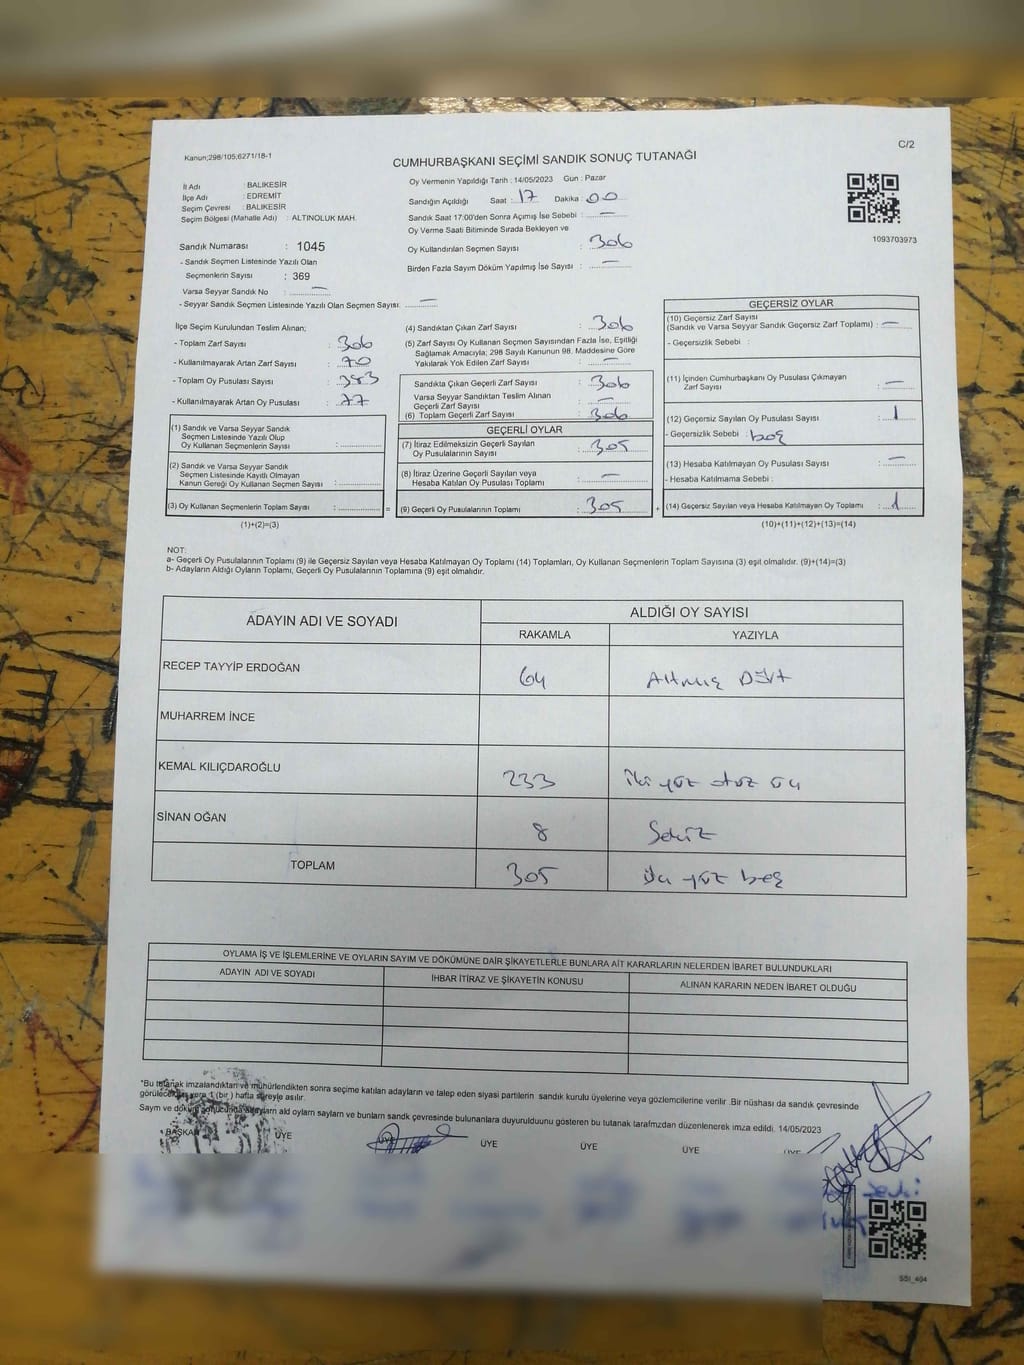 Kanun;298/105,6271/18-1
C/2
CUMHURBAŞKANI SEÇİMİ SANDIK SONUÇ TUTANAĞI
İl Adı : BALIKESİR
İlçe Adı : EDREMİT
Seçim Çevresi : BALIKESİR
Seçim Bölgesi (Mahalle Adı) : ALTINOLUK MAH.
Oy Vermenin Yapıldığı Tarih : 14/05/2023 Gün : Pazar
Sandığın Açıldığı Saat : 17 Dakika : 00
Sandık Saat 17:00'den Sonra Açımış İse Sebebi : —
Oy Verme Saati Bitiminde Sırada Bekleyen ve
Oy Kullandırılan Seçmen Sayısı : 306
Birden Fazla Sayım Döküm Yapılmış İse Sayısı : —
1093703973
Sandık Numarası : 1045
- Sandık Seçmen Listesinde Yazılı Olan
Seçmenlerin Sayısı : 369
Varsa Seyyar Sandık No : —
- Seyyar Sandık Seçmen Listesinde Yazılı Olan Seçmen Sayısı: —
İlçe Seçim Kurulundan Teslim Alınan;
- Toplam Zarf Sayısı : 306
- Kullanılmayarak Artan Zarf Sayısı : 70
- Toplam Oy Pusulası Sayısı : 383
- Kullanılmayarak Artan Oy Pusulası : 77
(1) Sandık ve Varsa Seyyar Sandık
Seçmen Listesinde Yazılı Olup
Oy Kullanan Seçmenlerin Sayısı :
(2) Sandık ve Varsa Seyyar Sandık
Seçmen Listesinde Kayıtlı Olmayan
Kanun Gereği Oy Kullanan Seçmen Sayısı :
(3) Oy Kullanan Seçmenlerin Toplam Sayısı : =
(1)+(2)=(3)
(4) Sandıktan Çıkan Zarf Sayısı : 306
(5) Zarf Sayısı Oy Kullanan Seçmen Sayısından Fazla İse, Eşitliği
Sağlamak Amacıyla; 298 Sayılı Kanunun 98. Maddesine Göre
Yakılarak Yok Edilen Zarf Sayısı : —
Sandıkta Çıkan Geçerli Zarf Sayısı : 306
Varsa Seyyar Sandıktan Teslim Alınan
Geçerli Zarf Sayısı : —
(6) Toplam Geçerli Zarf Sayısı : 306
GEÇERLİ OYLAR
(7) İtiraz Edilmeksizin Geçerli Sayılan
Oy Pusulalarının Sayısı : 305
(8) İtiraz Üzerine Geçerli Sayılan veya
Hesaba Katılan Oy Pusulası Toplamı : —
(9) Geçerli Oy Pusulalarının Toplamı : 305 +
GEÇERSİZ OYLAR
(10) Geçersiz Zarf Sayısı
(Sandık ve Varsa Seyyar Sandık Geçersiz Zarf Toplamı) : —
- Geçersizlik Sebebi :
(11) İçinden Cumhurbaşkanı Oy Pusulası Çıkmayan
Zarf Sayısı : —
(12) Geçersiz Sayılan Oy Pusulası Sayısı : 1
- Geçersizlik Sebebi : boş
(13) Hesaba Katılmayan Oy Pusulası Sayısı : —
- Hesaba Katılmama Sebebi :
(14) Geçersiz Sayılan veya Hesaba Katılmayan Oy Toplamı : 1
(10)+(11)+(12)+(13)=(14)
NOT:
a- Geçerli Oy Pusulalarının Toplamı (9) ile Geçersiz Sayılan veya Hesaba Katılmayan Oy Toplamı (14) Toplamları, Oy Kullanan Seçmenlerin Toplam Sayısına (3) eşit olmalıdır. (9)+(14)=(3)
b- Adayların Aldığı Oyların Toplamı, Geçerli Oy Pusulalarının Toplamına (9) eşit olmalıdır.
ADAYIN ADI VE SOYADI
ALDIĞI OY SAYISI
RAKAMLA YAZIYLA
RECEP TAYYİP ERDOĞAN 64 Altmış Dört
MUHARREM İNCE
KEMAL KILIÇDAROĞLU 233 iki yüz otuz üç
SİNAN OĞAN 8 Sekiz
TOPLAM 305 üç yüz beş
OYLAMA İŞ VE İŞLEMLERİNE VE OYLARIN SAYIM VE DÖKÜMÜNE DAİR ŞİKAYETLERLE BUNLARA AİT KARARLARIN NELERDEN İBARET BULUNDUKLARI
ADAYIN ADI VE SOYADI İHBAR İTİRAZ VE ŞİKAYETİN KONUSU ALINAN KARARIN NEDEN İBARET OLDUĞU
*Bu tutanak imzalandıktan ve mühürlendikten sonra seçime katılan adayların ve talep eden siyasi partilerin sandık kurulu üyelerine veya gözlemcilerine verilir .Bir nüshası da sandık çevresinde
görülecek yere 1 (bir ) hafta süreyle asılır.
Sayım ve döküm sonucunda adayların ald oyların sayları ve bunların sandık çevresinde bulunanlara duyurulduunu gösteren bu tutanak tarafmzdan düzenlenerek imza edildi. 14/05/2023
BAŞKAN ÜYE ÜYE ÜYE ÜYE ÜYE ÜYE
SSI_404